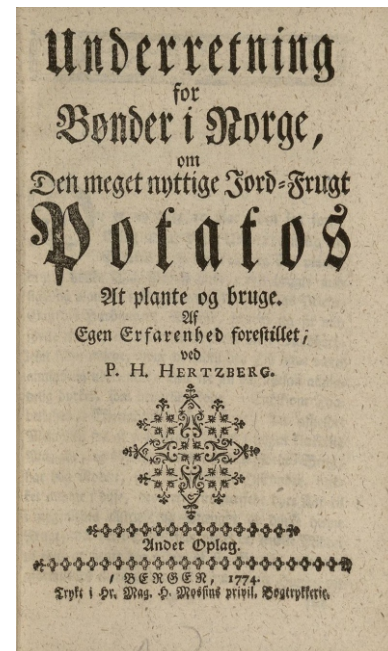 Underretning
for
Bønder i Norge,
om
Den meget nyttige Jord-Frugt
Potatos
At plante og bruge.
Af
Egen Erfarenhed forestillet,
ved
P. H. HERTZBERG.
Andet Oplag.
BERGEN, 1774.
Trykt i Hr. Mag. H. Mossins privil. Bogtrykkerie.